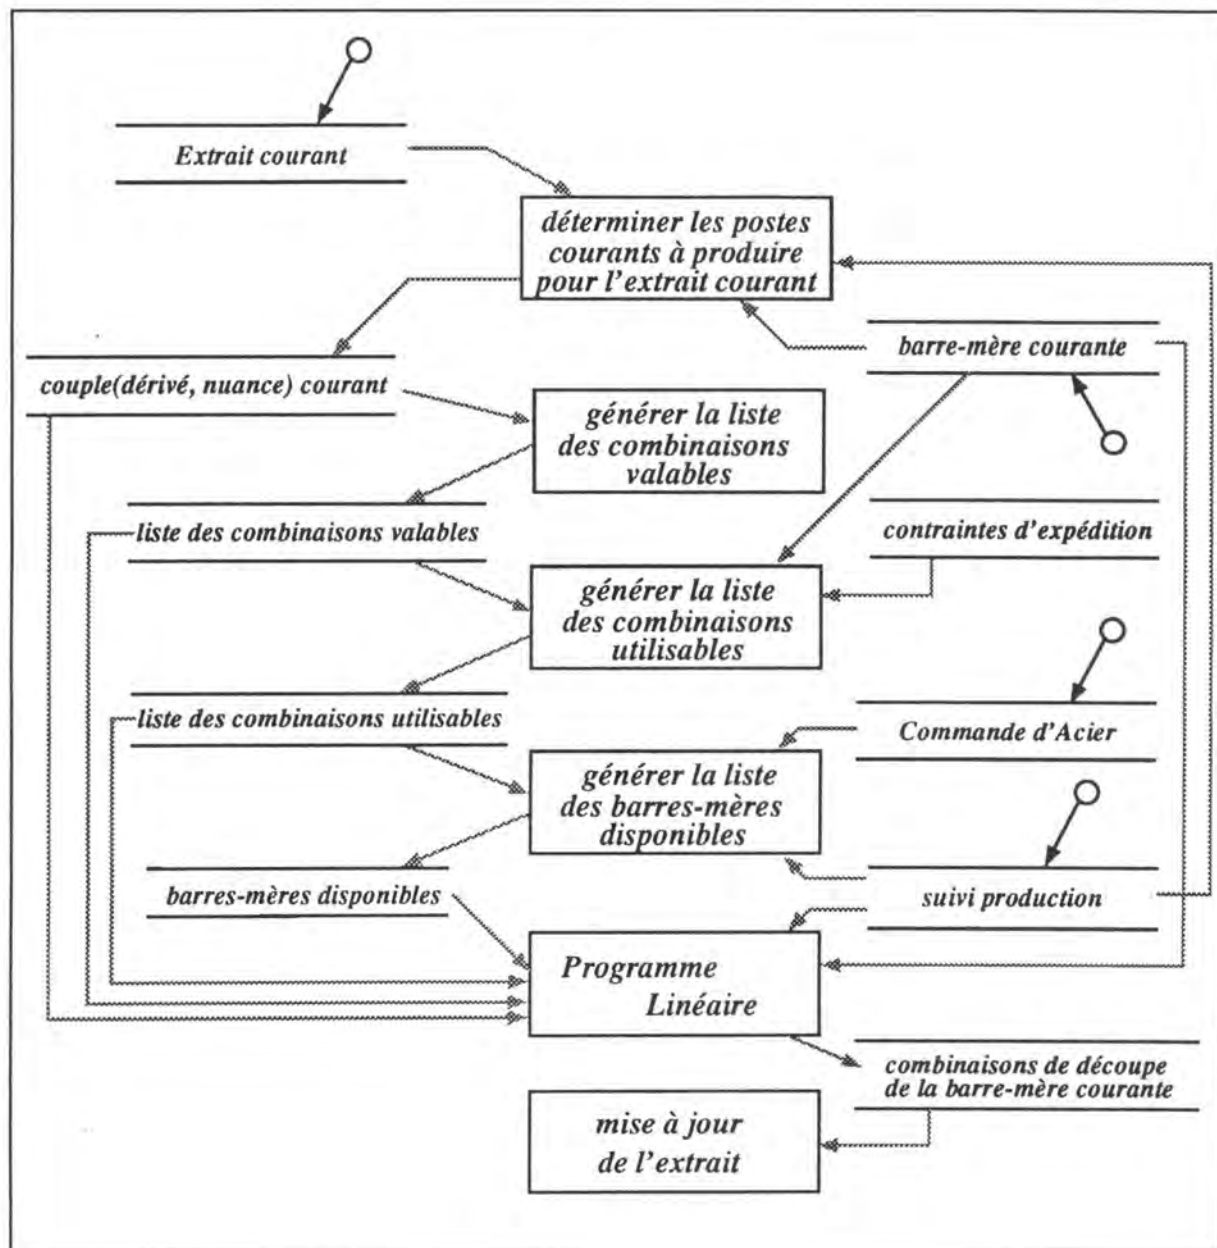 Extrait courant
déterminer les postes
courants à produire
pour l'extrait courant
barre-mère courante
couple(dérivé, nuance) courant
générer la liste
des combinaisons
valables
liste des combinaisons valables
contraintes d'expédition
générer la liste
des combinaisons
utilisables
liste des combinaisons utilisables
Commande d'Acier
générer la liste
des barres-mères
disponibles
barres-mères disponibles
suivi production
Programme
Linéaire
combinaisons de découpe
de la barre-mère courante
mise à jour
de l'extrait